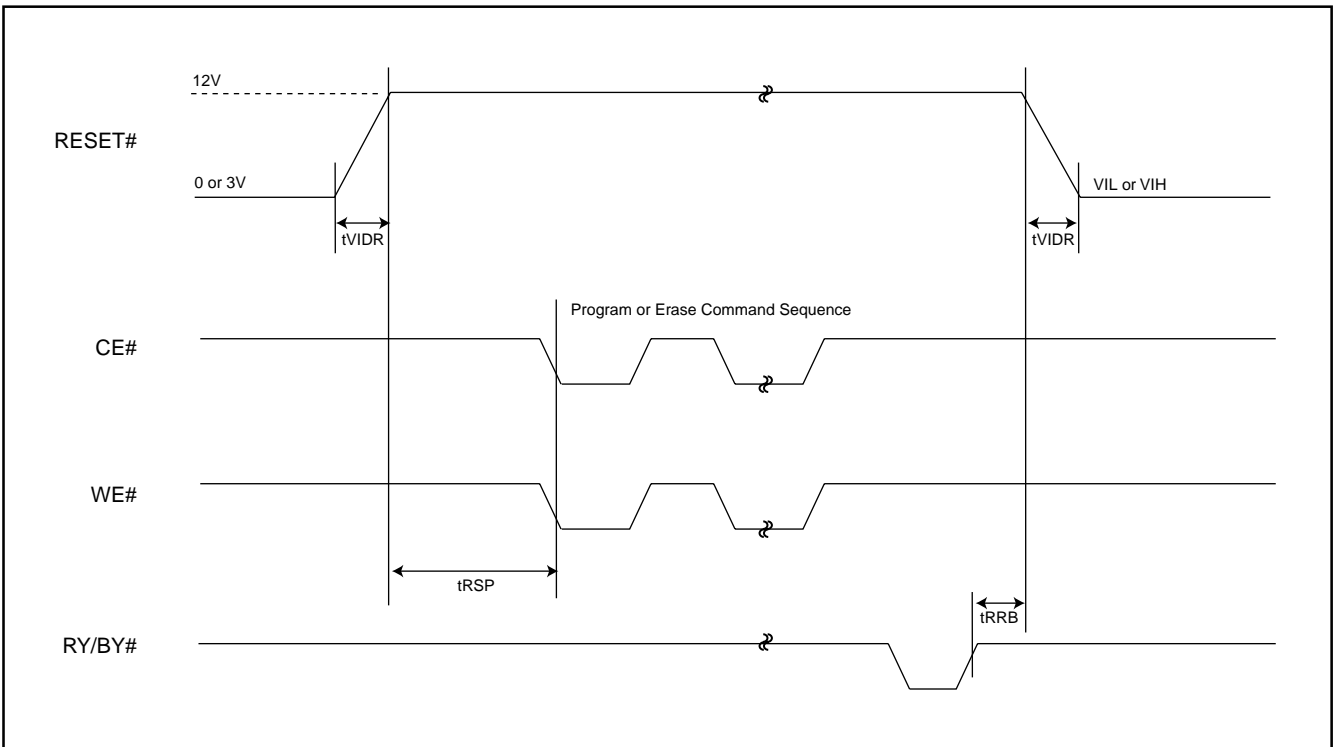 12V
RESET#
0 or 3V
VIL or VIH
tVIDR
tVIDR
Program or Erase Command Sequence
CE#
WE#
tRSP
tRRB
RY/BY#